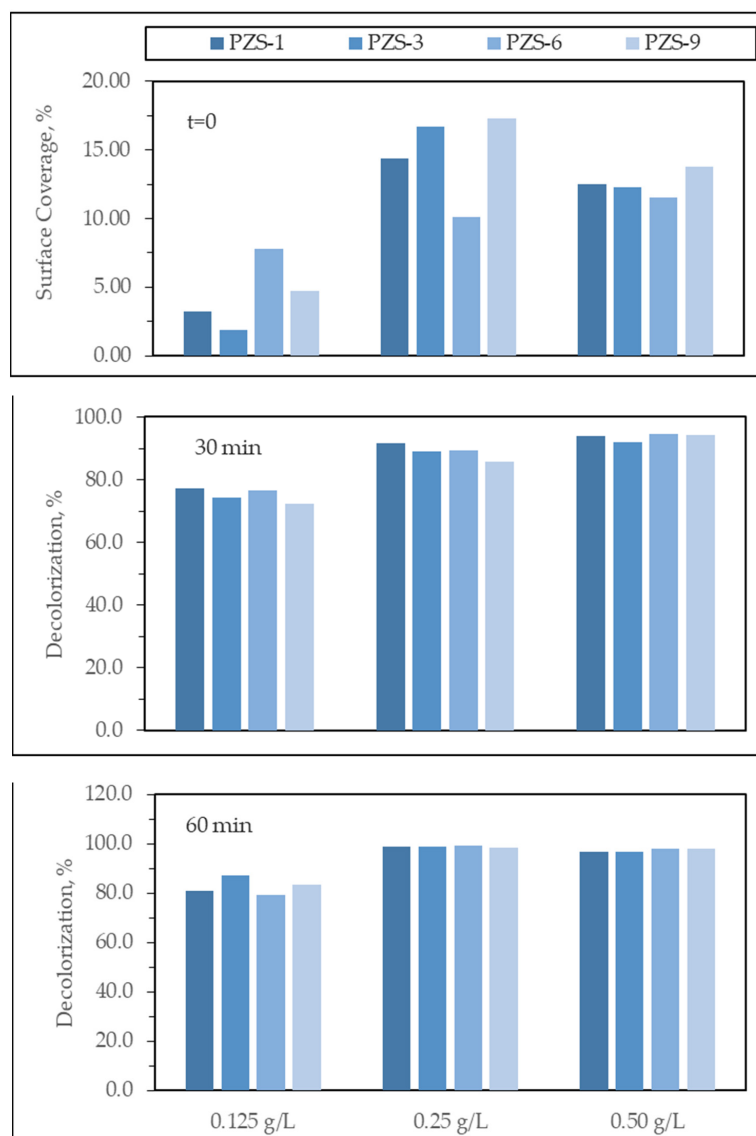 PZS-1 PZS-3 PZS-6 PZS-9
20.00
t=0
15.00
10.00
5.00
0.00
Surface Coverage, %
100.0
30 min
80.0
60.0
40.0
20.0
0.0
Decolorization, %
120.0
60 min
100.0
80.0
60.0
40.0
20.0
0.0
Decolorization, %
0.125 g/L 0.25 g/L 0.50 g/L